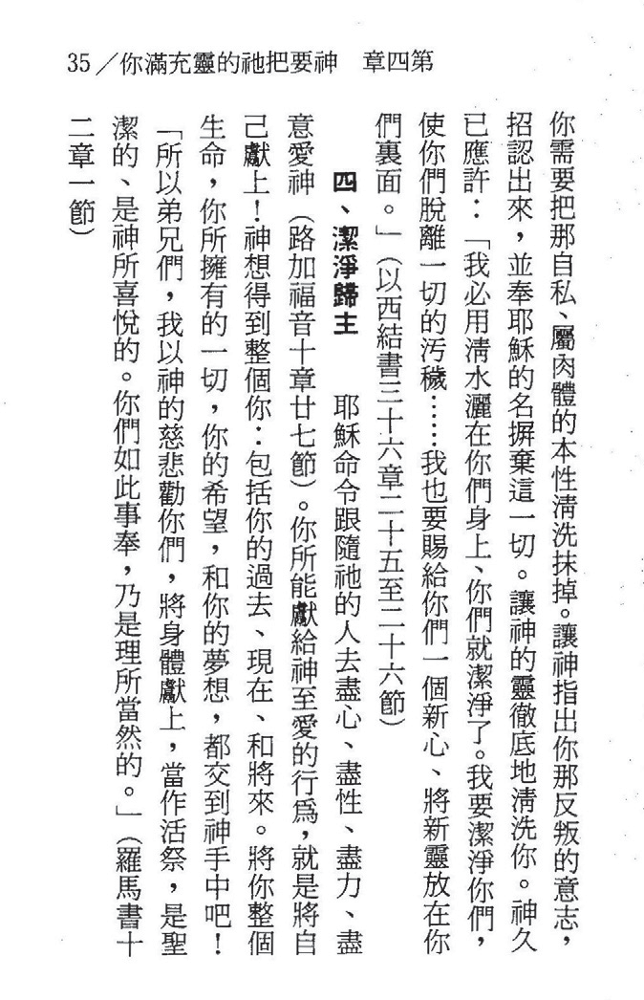 第四章　神要把祂的靈充滿你／35
你需要把那自私、屬肉體的本性清洗抹掉。讓神指出你那反叛的意志，
招認出來，並奉耶穌的名摒棄這一切。讓神的靈徹底地清洗你。神久
已應許：「我必用清水灑在你們身上、你們就潔淨了。我要潔淨你們，
使你們脫離一切的污穢……我也要賜給你們一個新心、將新靈放在你
們裏面。」（以西結書三十六章二十五至二十六節）
四、潔淨歸主　耶穌命令跟隨祂的人去盡心、盡性、盡力、盡
意愛神（路加福音十章廿七節）。你所能獻給神至愛的行為，就是將自
己獻上！神想得到整個你：包括你的過去、現在、和將來。將你整個
生命，你所擁有的一切，你的希望，和你的夢想，都交到神手中吧！
「所以弟兄們，我以神的慈悲勸你們，將身體獻上，當作活祭，是聖
潔的、是神所喜悅的。你們如此事奉，乃是理所當然的。」（羅馬書十
二章一節）